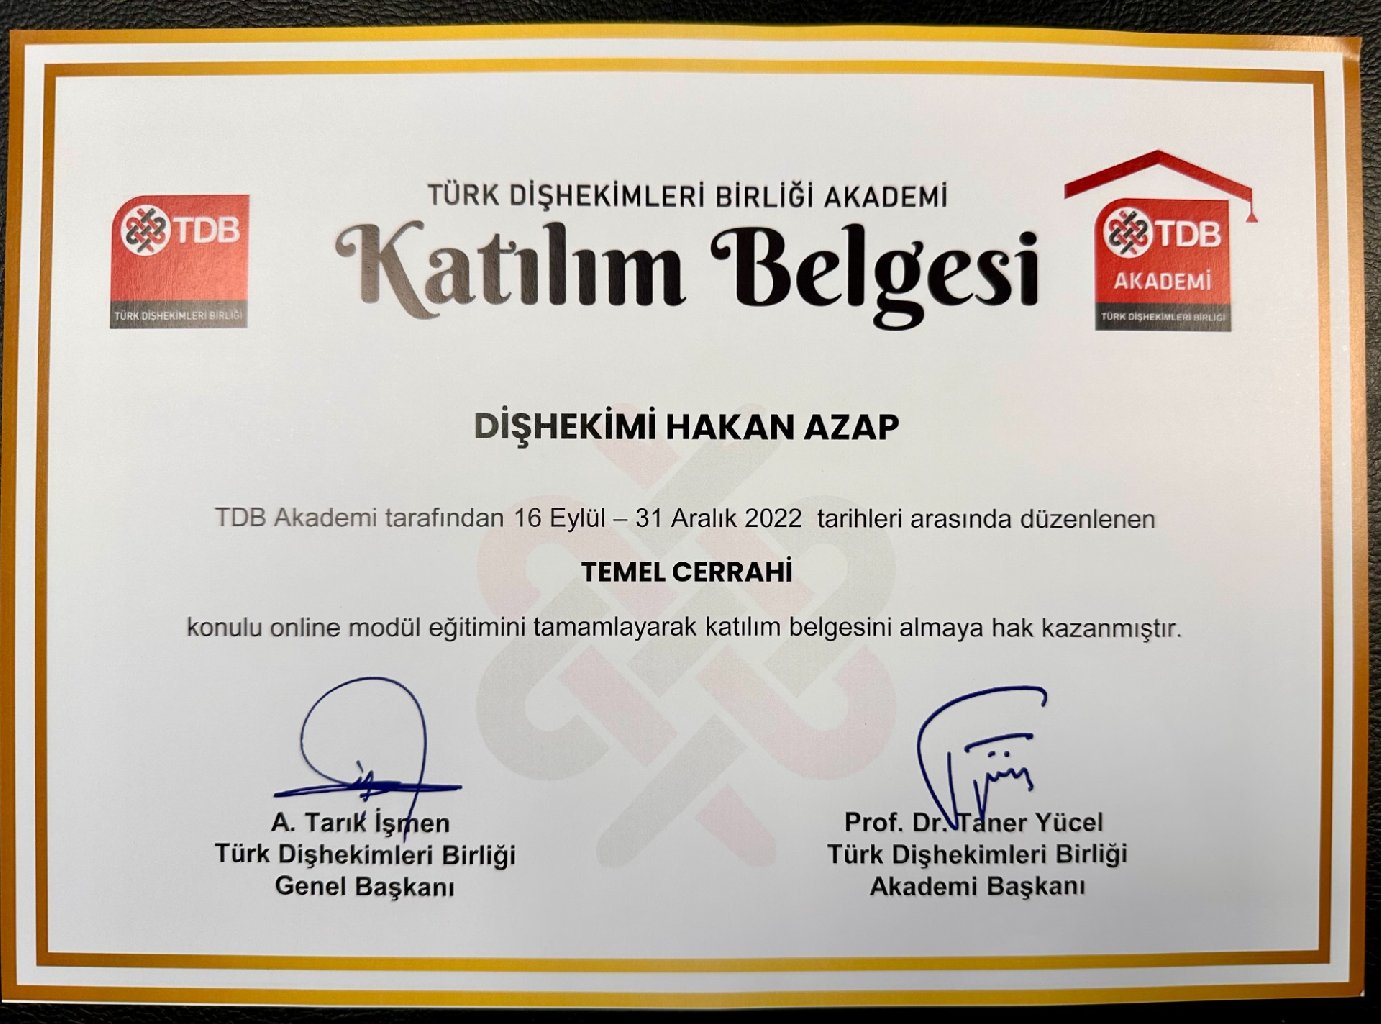 TÜRK DİŞHEKİMLERİ BİRLİĞİ AKADEMİ
Katılım Belgesi
TDB
TÜRK DİŞHEKİMLERİ BİRLİĞİ
TDB
AKADEMİ
TÜRK DİŞHEKİMLERİ BİRLİĞİ
DİŞHEKİMİ HAKAN AZAP
TDB Akademi tarafından 16 Eylül – 31 Aralık 2022 tarihleri arasında düzenlenen
TEMEL CERRAHİ
konulu online modül eğitimini tamamlayarak katılım belgesini almaya hak kazanmıştır.
A. Tarık İşmen
Türk Dişhekimleri Birliği
Genel Başkanı
Prof. Dr. Taner Yücel
Türk Dişhekimleri Birliği
Akademi Başkanı